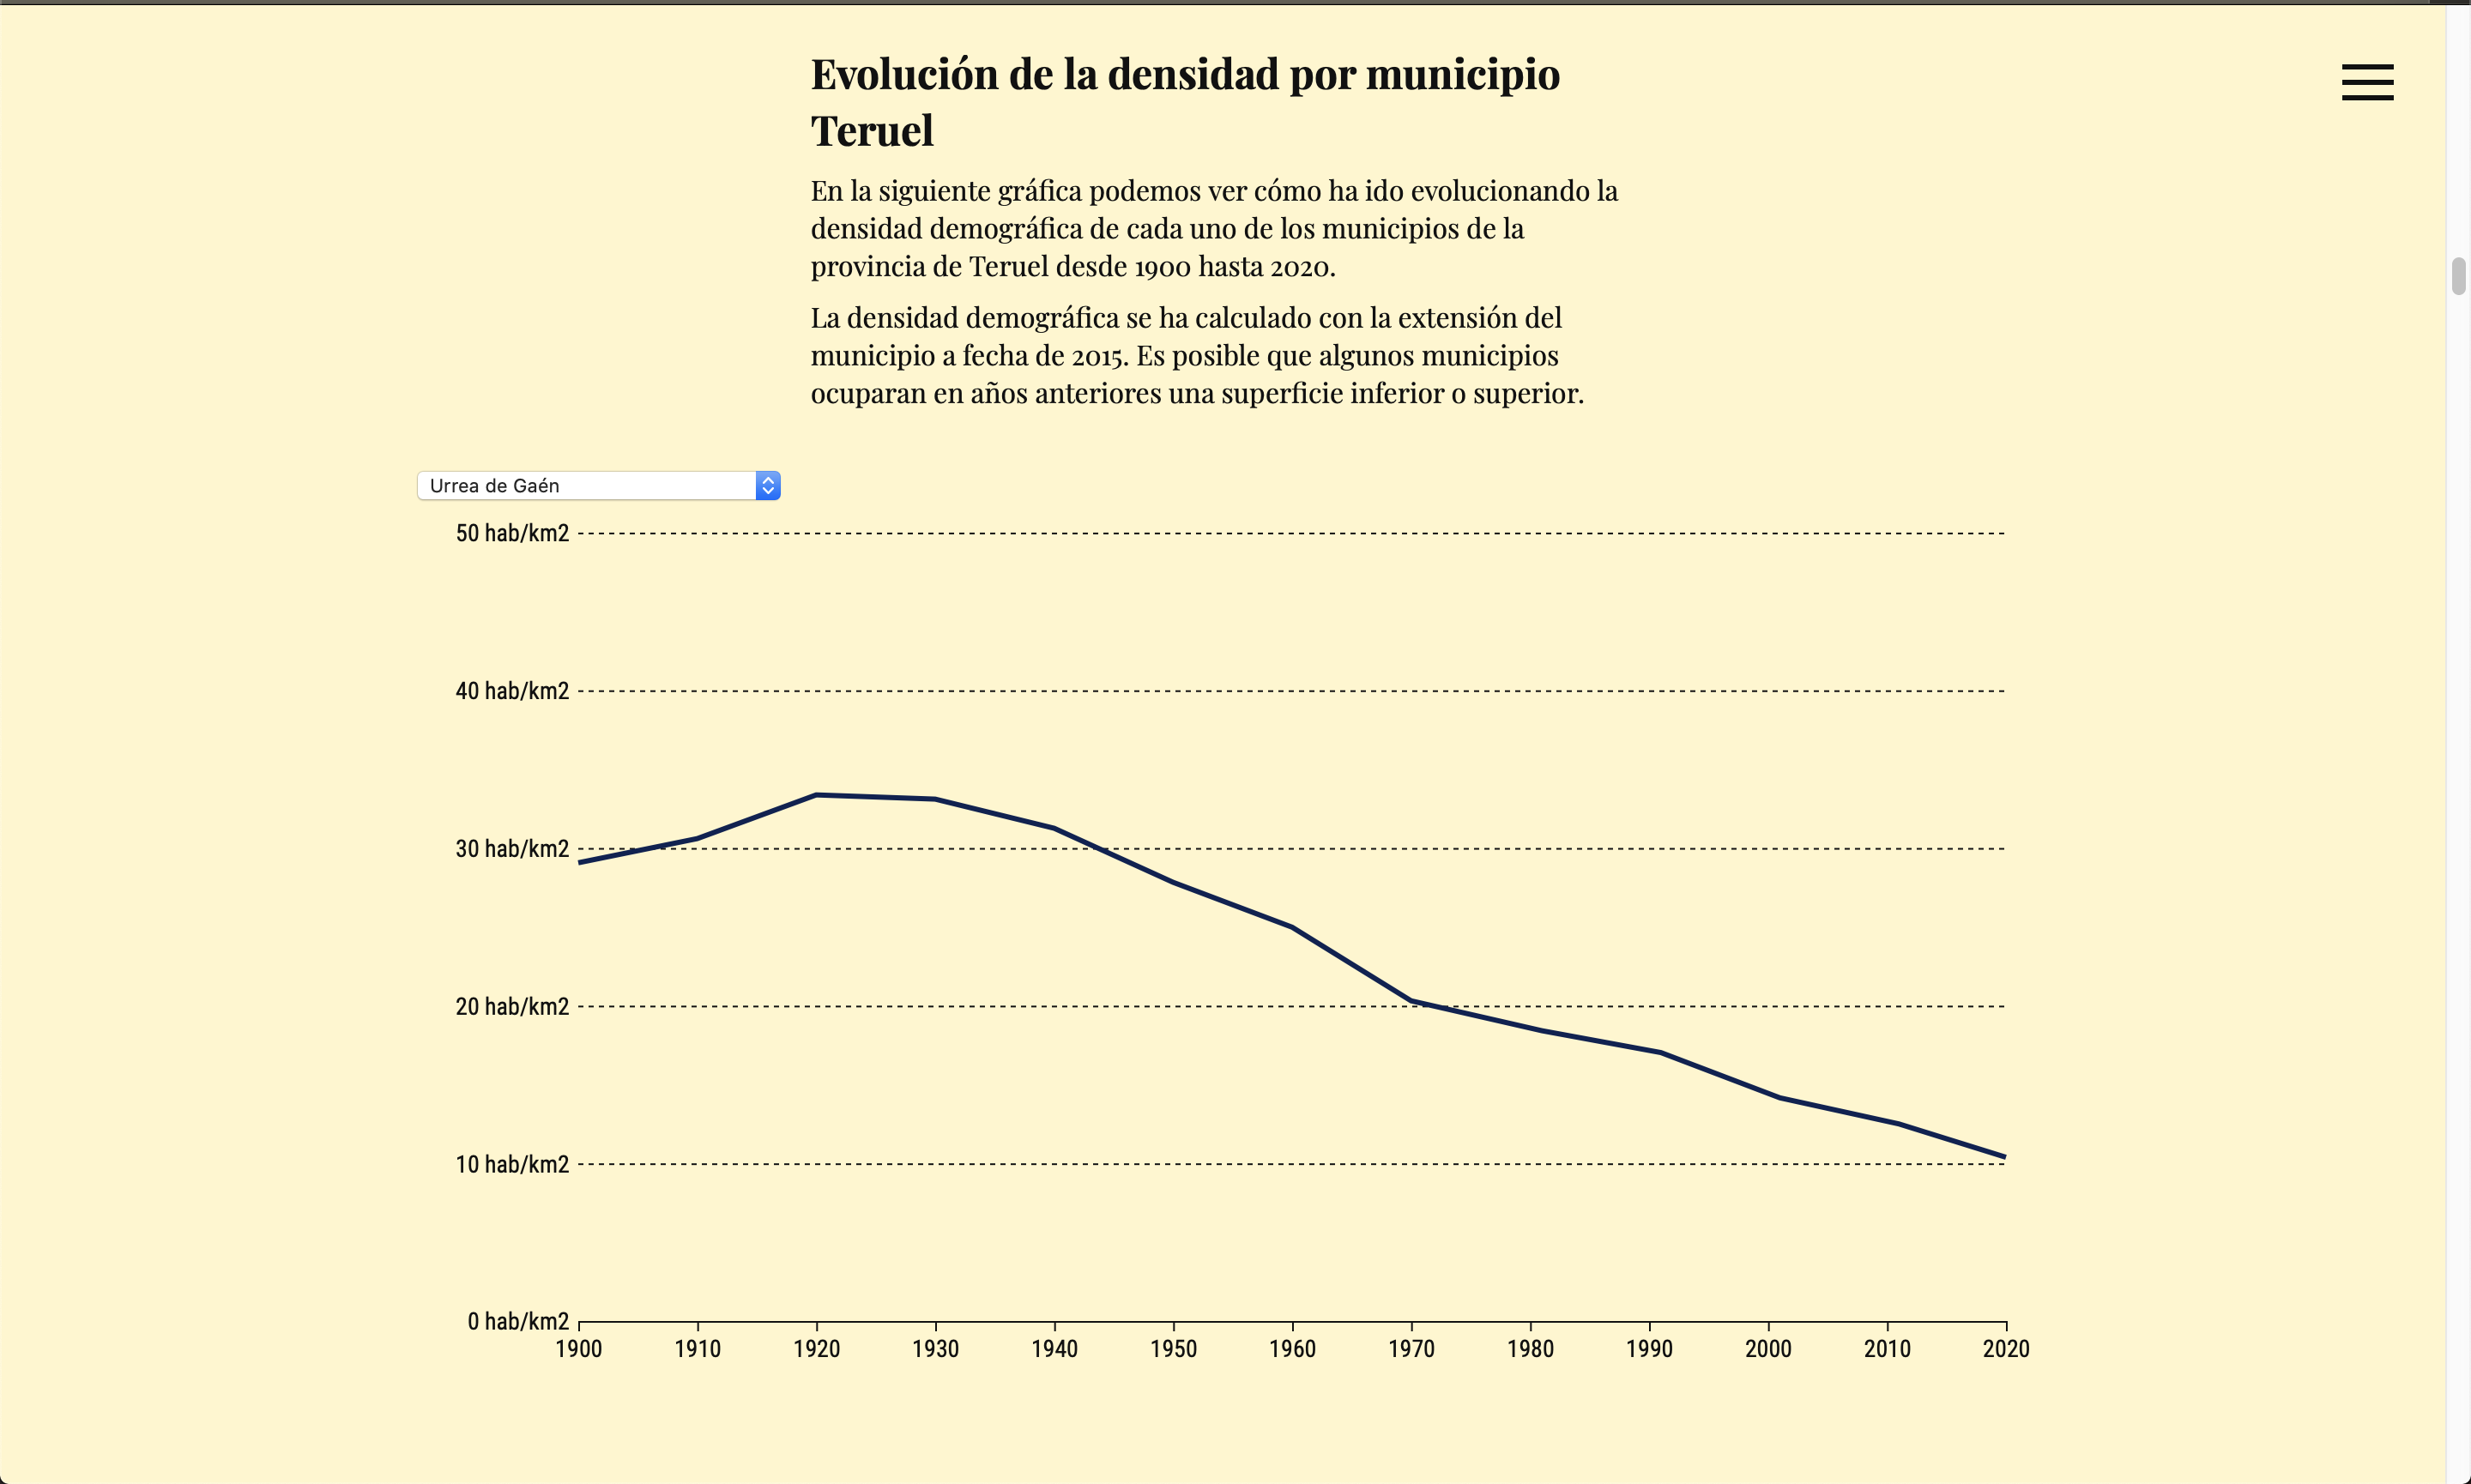 Evolución de la densidad por municipio
Teruel
En la siguiente gráfica podemos ver cómo ha ido evolucionando la
densidad demográfica de cada uno de los municipios de la
provincia de Teruel desde 1900 hasta 2020.
La densidad demográfica se ha calculado con la extensión del
municipio a fecha de 2015. Es posible que algunos municipios
ocuparan en años anteriores una superficie inferior o superior.
Urrea de Gaén
50 hab/km2
40 hab/km2
30 hab/km2
20 hab/km2
10 hab/km2
0 hab/km2
1900 1910 1920 1930 1940 1950 1960 1970 1980 1990 2000 2010 2020